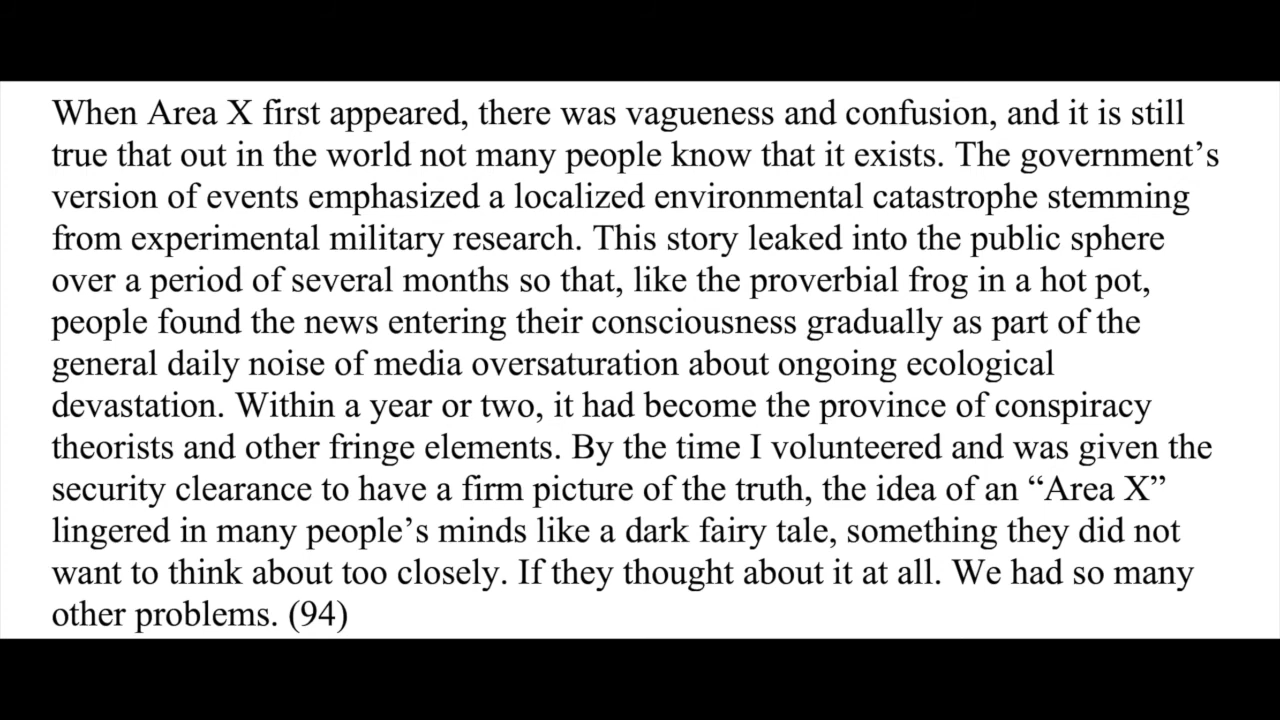 When Area X first appeared, there was vagueness and confusion, and it is still
true that out in the world not many people know that it exists. The government’s
version of events emphasized a localized environmental catastrophe stemming
from experimental military research. This story leaked into the public sphere
over a period of several months so that, like the proverbial frog in a hot pot,
people found the news entering their consciousness gradually as part of the
general daily noise of media oversaturation about ongoing ecological
devastation. Within a year or two, it had become the province of conspiracy
theorists and other fringe elements. By the time I volunteered and was given the
security clearance to have a firm picture of the truth, the idea of an “Area X”
lingered in many people’s minds like a dark fairy tale, something they did not
want to think about too closely. If they thought about it at all. We had so many
other problems. (94)